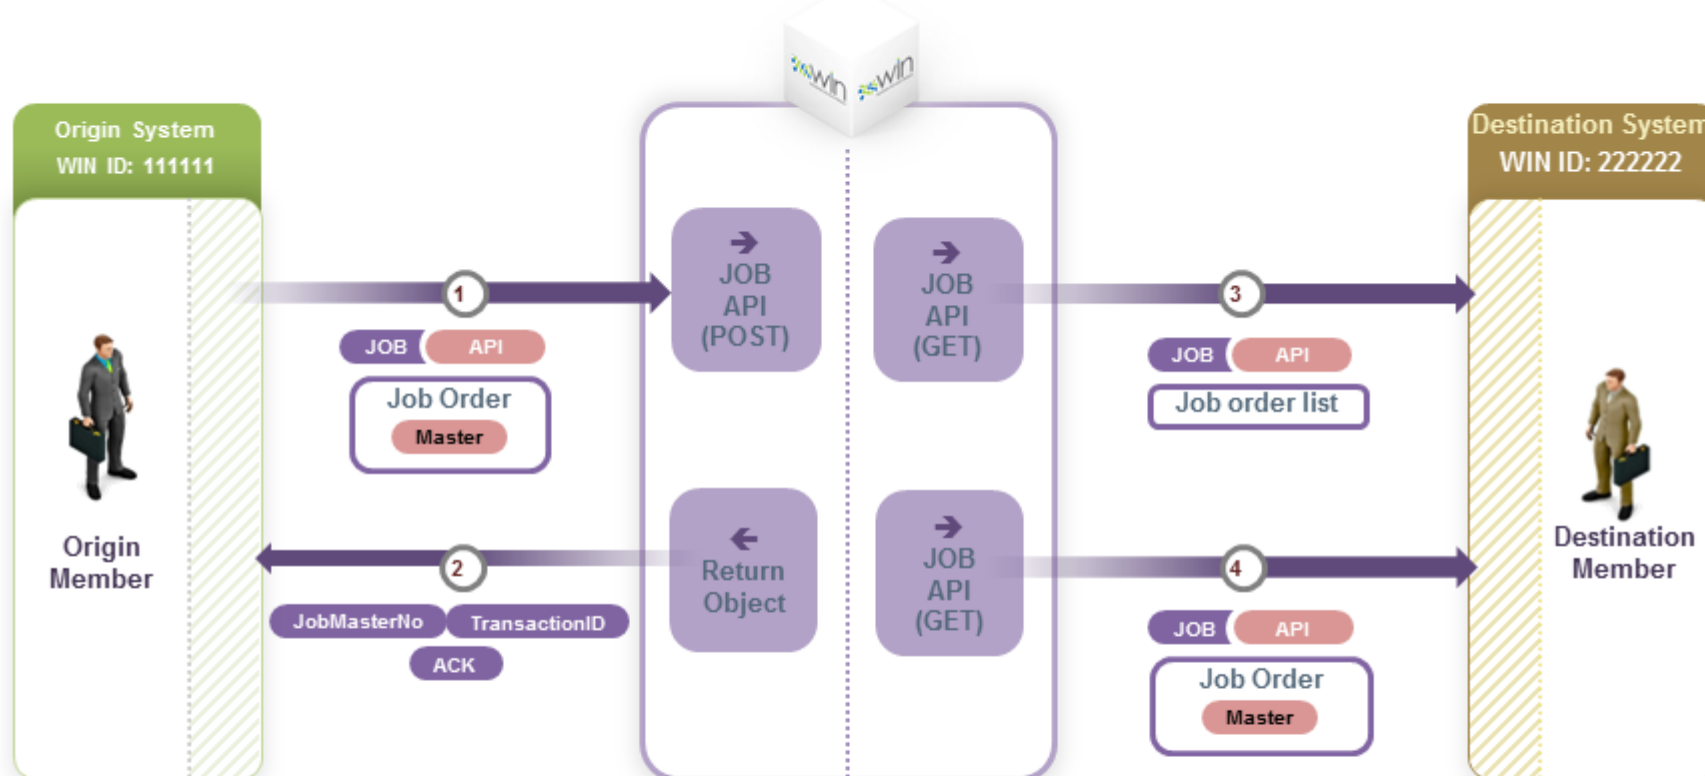 win
win
Origin System
WIN ID: 111111
Destination System
WIN ID: 222222
1
JOB API
Job Order
Master
JOB
API
(POST)
JOB
API
(GET)
3
JOB API
Job order list
Origin
Member
2
JobMasterNo TransactionID
ACK
Return
Object
JOB
API
(GET)
4
JOB API
Job Order
Master
Destination
Member